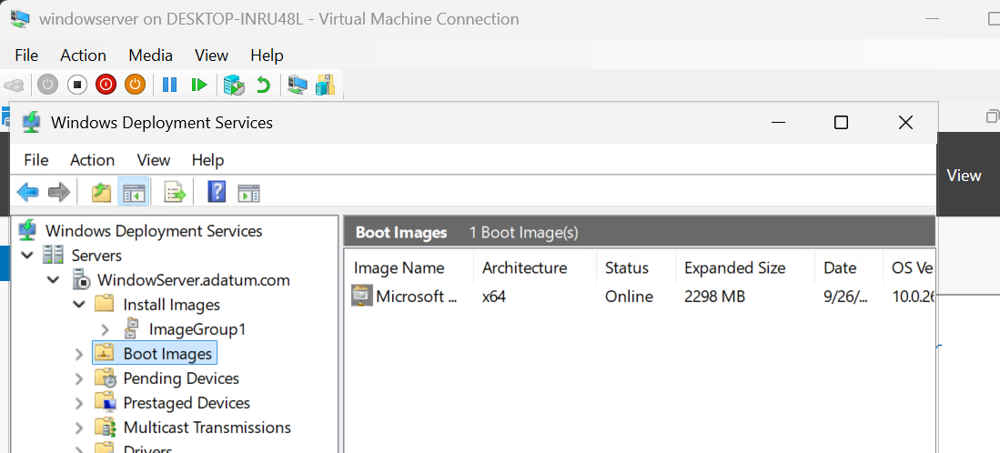 windowserver on DESKTOP-INRU48L - Virtual Machine Connection
File Action Media View Help
Windows Deployment Services
File Action View Help
View
Windows Deployment Services
Servers
WindowServer.adatum.com
Install Images
ImageGroup1
Boot Images
Pending Devices
Prestaged Devices
Multicast Transmissions
Drivers
Boot Images 1 Boot Image(s)
Image Name Architecture Status Expanded Size Date OS Ve
Microsoft ... x64 Online 2298 MB 9/26/... 10.0.26